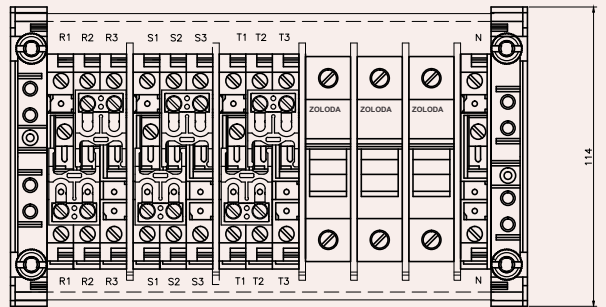 R1 R2 R3 S1 S2 S3 T1 T2 T3 N
ZOLODA ZOLODA ZOLODA
114
R1 R2 R3 S1 S2 S3 T1 T2 T3 N